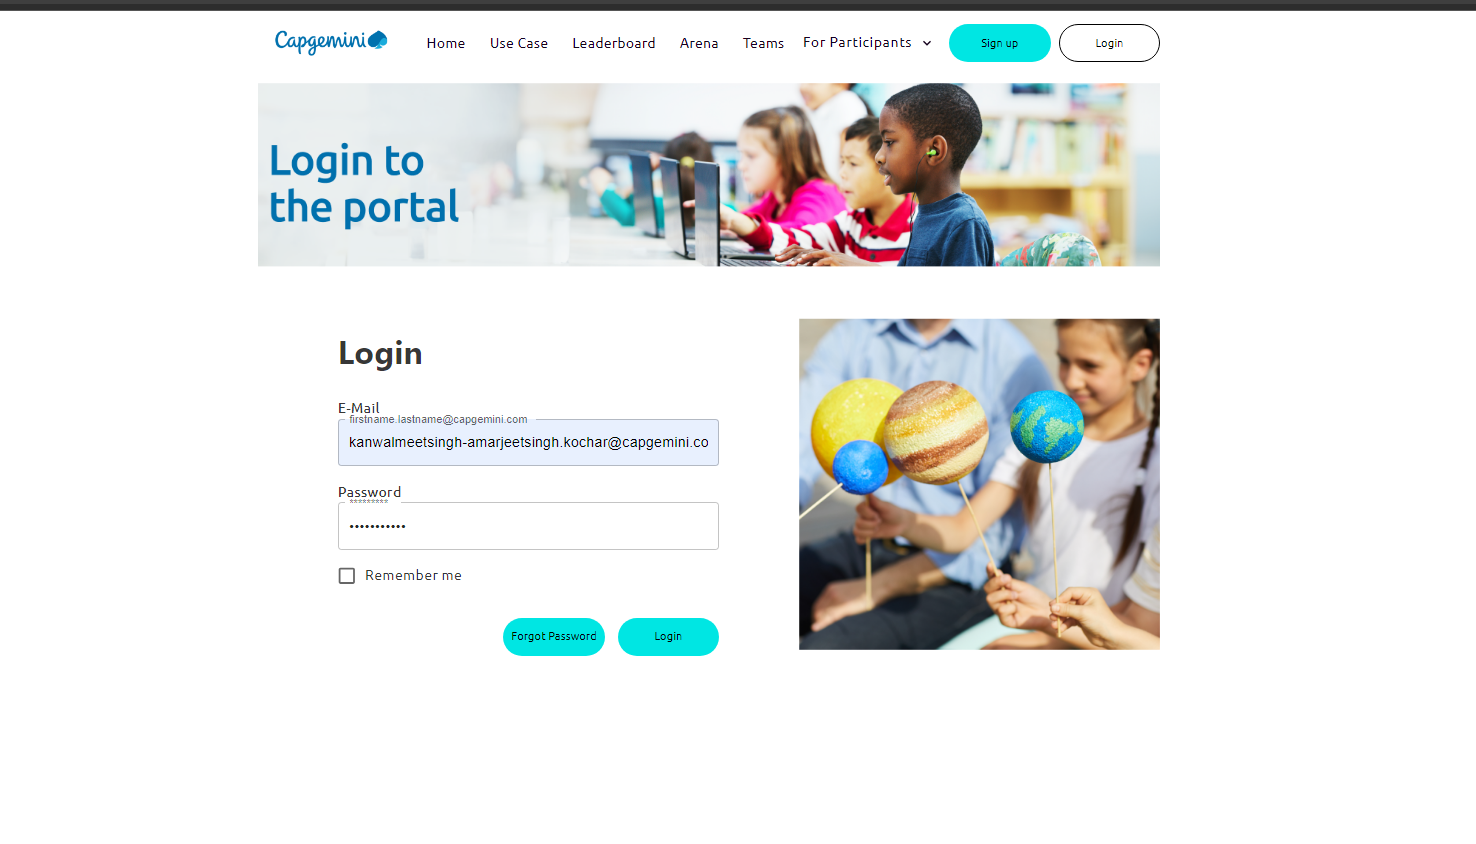 Capgemini
Home Use Case Leaderboard Arena Teams For Participants Sign up Login
Login to
the portal
Login
E-Mail
firstname.lastname@capgemini.com
kanwalmeetsingh-amarjeetsingh.kochar@capgemini.co
Password
*********
•••••••••••
Remember me
Forgot Password Login